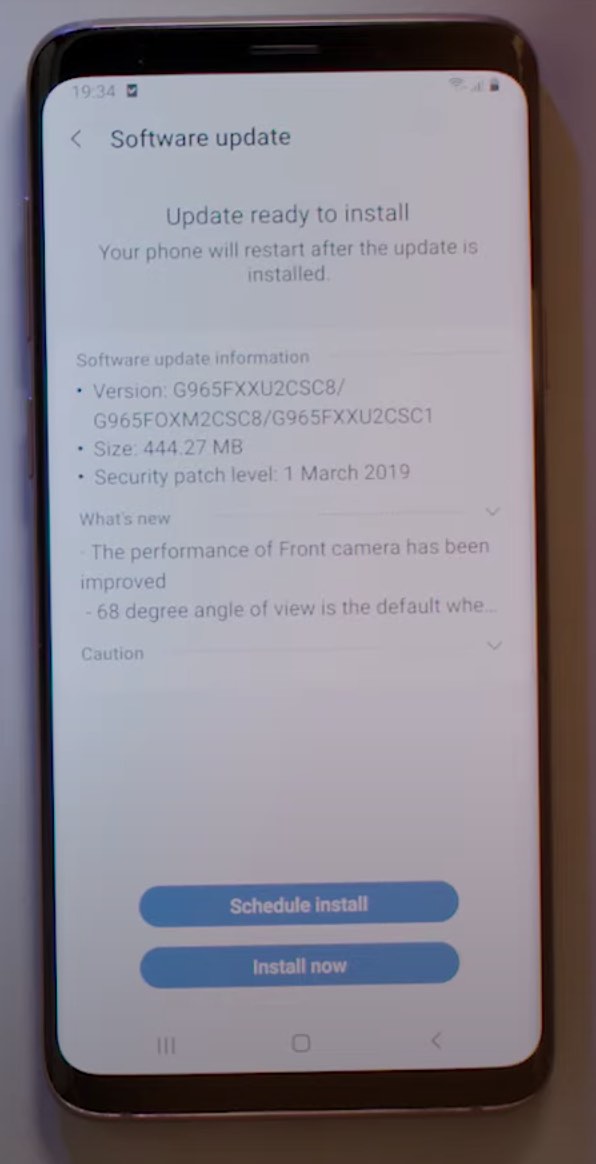 19:34
Software update
Update ready to install
Your phone will restart after the update is
installed.
Software update information
• Version: G965FXXU2CSC8/
G965FOXM2CSC8/G965FXXU2CSC1
• Size: 444.27 MB
• Security patch level: 1 March 2019
What's new
· The performance of Front camera has been
improved
- 68 degree angle of view is the default whe...
Caution
Schedule install
Install now